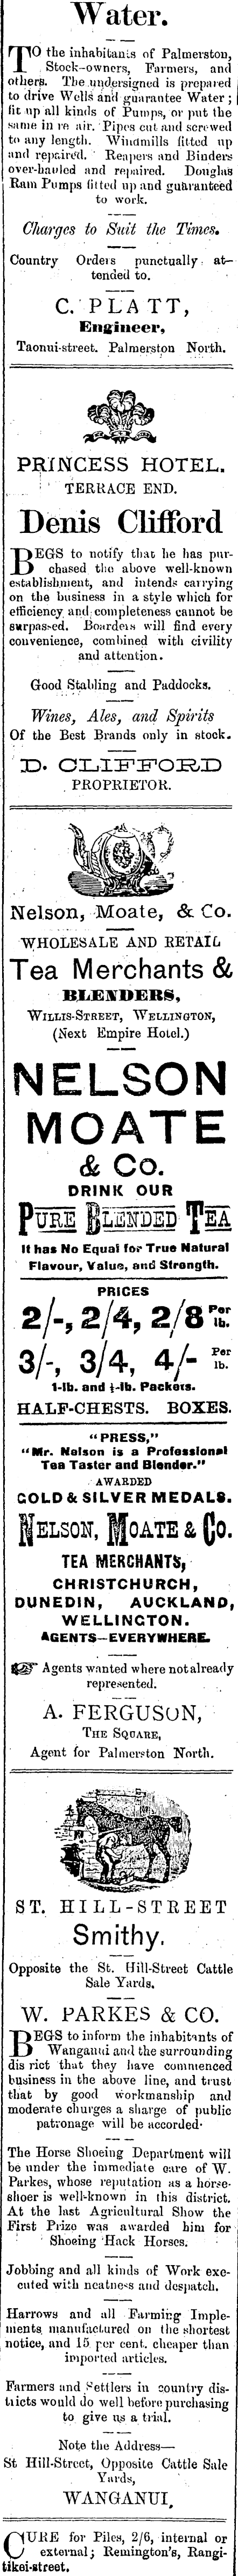 Water.
TO the inhabitants of Palmerston,
Stock-owners, Farmers, and
others. The undersigned is prepared
to drive Wells and guarantee Water;
fit up all kinds of Pumps, or put the
same in re air. Pipes cut and screwed
to any length. Windmills fitted up
and repaired. Reapers and Binders
over-hauled and repaired. Douglas
Ram Pumps fitted up and guaranteed
to work.
Charges to Suit the Times.
Country Orders punctually at-
tended to.
C. PLATT,
Engineer,
Taonui-street. Palmerston North.
PRINCESS HOTEL.
TERRACE END.
Denis Clifford
BEGS to notify that he has pur-
chased the above well-known
establishment, and intends carrying
on the business in a style which for
efficiency and completeness cannot be
surpassed. Boarders will find every
convenience, combined with civility
and attention.
Good Stabling and Paddocks.
Wines, Ales, and Spirits
Of the Best Brands only in stock.
D. CLIFFORD
PROPRIETOR.
Nelson, Moate, & Co.
WHOLESALE AND RETAIL
Tea Merchants &
BLENDERS,
WILLIS-STREET, WELLINGTON,
(Next Empire Hotel.)
NELSON
MOATE
& CO.
DRINK OUR
PURE BLENDED TEA
It has No Equal for True Natural
Flavour, Value, and Strength.
PRICES
2/-, 2/4, 2/8 Per lb.
3/-, 3/4, 4/- Per lb.
1-lb. and ½-lb. Packets.
HALF-CHESTS. BOXES.
"PRESS,"
"Mr. Nelson is a Professional
Tea Taster and Blender."
AWARDED
GOLD & SILVER MEDALS.
NELSON, MOATE & CO.
TEA MERCHANTS,
CHRISTCHURCH,
DUNEDIN, AUCKLAND,
WELLINGTON.
AGENTS—EVERYWHERE.
☞ Agents wanted where not already
represented.
A. FERGUSON,
THE SQUARE,
Agent for Palmerston North.
ST. HILL-STREET
Smithy.
Opposite the St. Hill-Street Cattle
Sale Yards.
W. PARKES & CO.
BEGS to inform the inhabitants of
Wanganui and the surrounding
dis rict that they have commenced
business in the above line, and trust
that by good workmanship and
moderate charges a sharge of public
patronage will be accorded·
The Horse Shoeing Department will
be under the immediate care of W.
Parkes, whose reputation as a horse-
shoer is well-known in this district.
At the last Agricultural Show the
First Prize was awarded him for
Shoeing Hack Horses.
Jobbing and all kinds of Work exe-
cuted with neatness and despatch.
Harrows and all Farming Imple-
ments manufactured on the shortest
notice, and 15 per cent. cheaper than
imported articles.
Farmers and Settlers in country dis-
tricts would do well before purchasing
to give us a trial.
Note the Address—
St Hill-Street, Opposite Cattle Sale
Yards,
WANGANUI.
CURE for Piles, 2/6, internal or
external; Remington's, Rangi-
tikei-street.